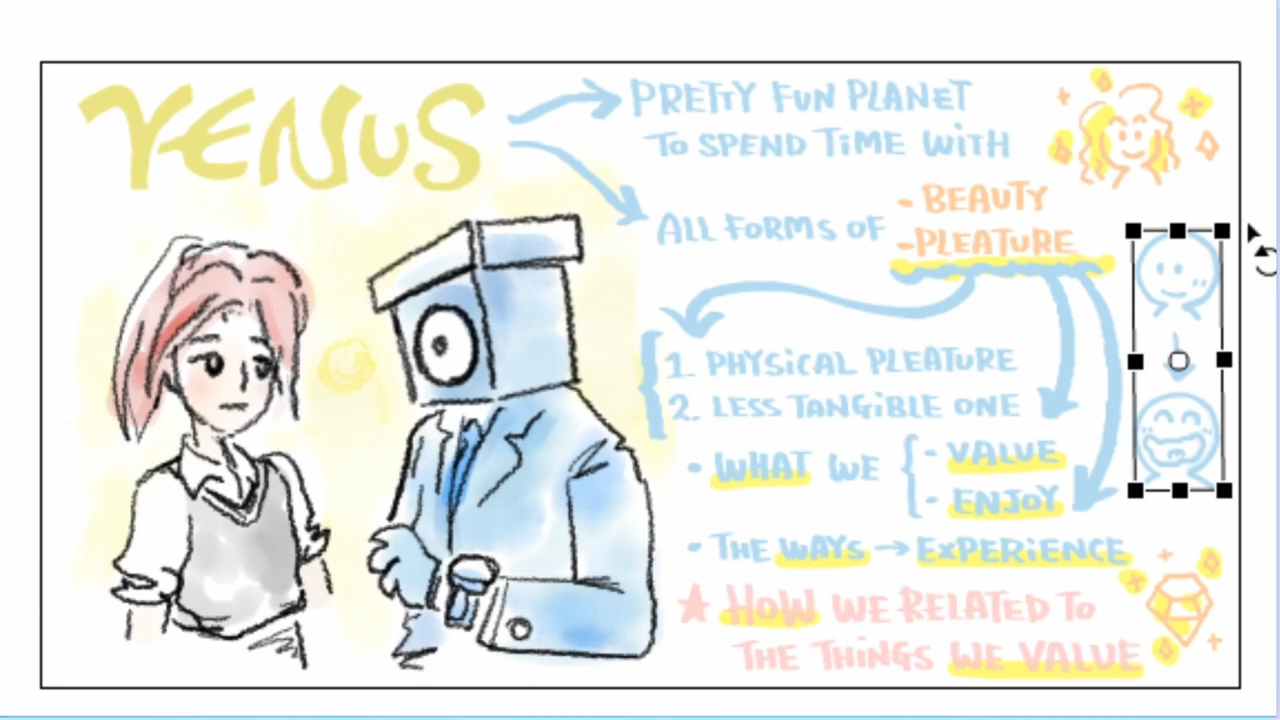 VENUS
PRETTY FUN PLANET
TO SPEND TiME WiTH
ALL FORMS OF
- BEAUTY
- PLEATURE
1. PHYSiCAL PLEATURE
2. LESS TANGiBLE ONE
• WHAT WE
- VALUE
- ENJOY
• THE WAYS → EXPERiENCE
★ HOW WE RELATED TO
THE THiNGS WE VALUE